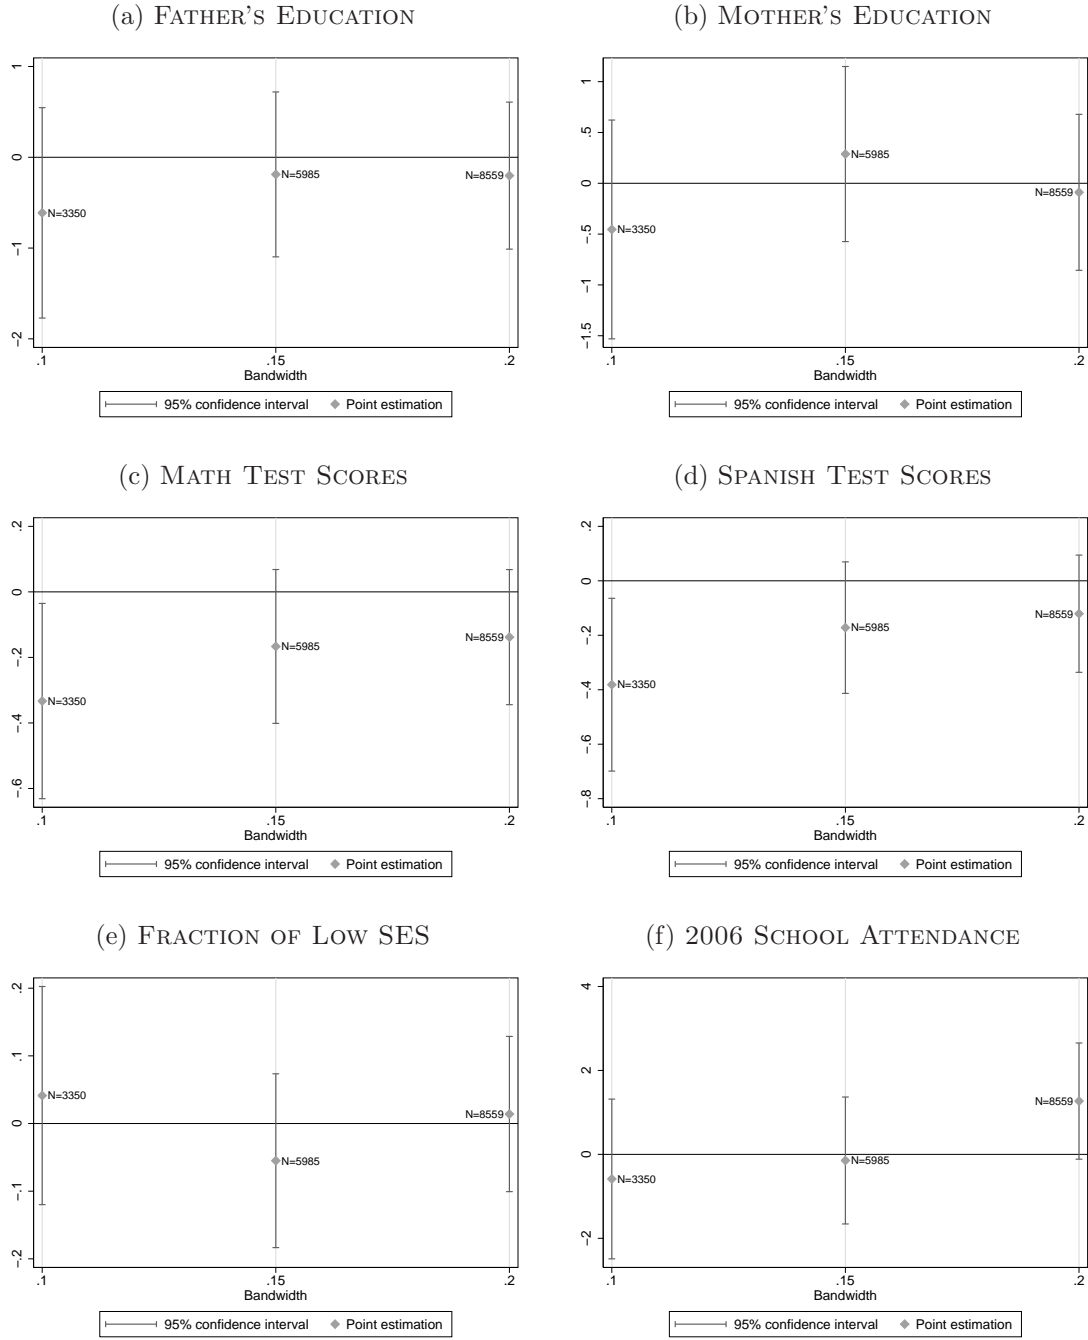 (a) Father's Education
1
0
−1
−2
N=3350
N=5985
N=8559
.1 .15 .2
Bandwidth
95% confidence interval Point estimation
(b) Mother's Education
1
.5
0
−.5
−1
−1.5
N=3350
N=5985
N=8559
.1 .15 .2
Bandwidth
95% confidence interval Point estimation
(c) Math Test Scores
.2
0
−.2
−.4
−.6
N=3350
N=5985
N=8559
.1 .15 .2
Bandwidth
95% confidence interval Point estimation
(d) Spanish Test Scores
.2
0
−.2
−.4
−.6
−.8
N=3350
N=5985
N=8559
.1 .15 .2
Bandwidth
95% confidence interval Point estimation
(e) Fraction of Low SES
.2
.1
0
−.1
−.2
N=3350
N=5985
N=8559
.1 .15 .2
Bandwidth
95% confidence interval Point estimation
(f) 2006 School Attendance
4
2
0
−2
N=3350
N=5985
N=8559
.1 .15 .2
Bandwidth
95% confidence interval Point estimation